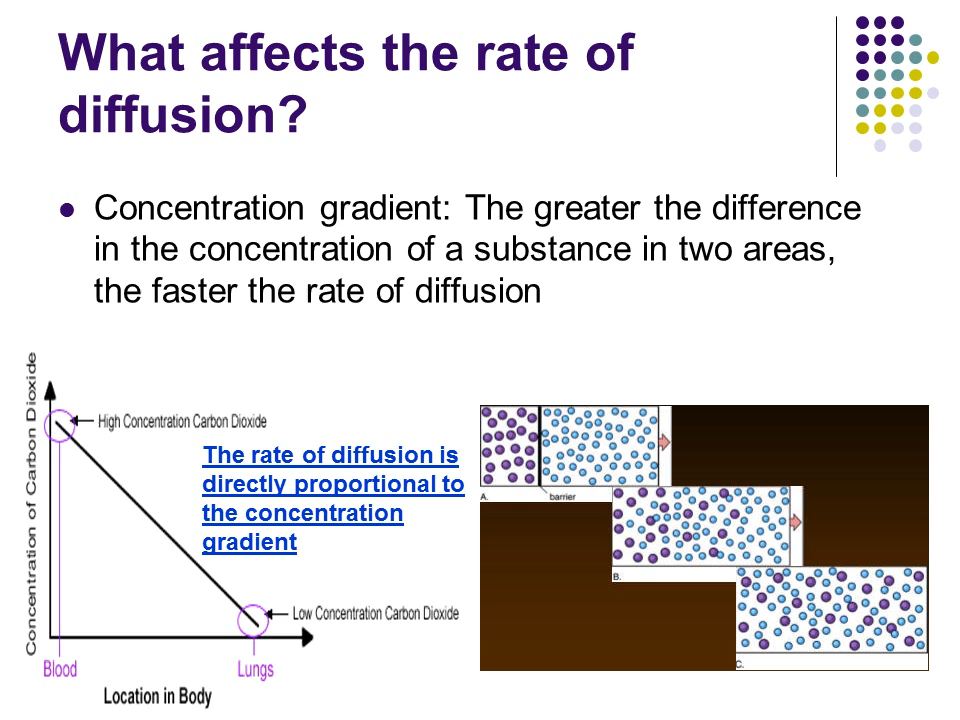 What affects the rate of
diffusion?
Concentration gradient: The greater the difference
in the concentration of a substance in two areas,
the faster the rate of diffusion
Concentration of Carbon Dioxide
High Concentration Carbon Dioxide
The rate of diffusion is
directly proportional to
the concentration
gradient
Low Concentration Carbon Dioxide
Blood
Lungs
Location in Body
A.
barrier
B.
C.